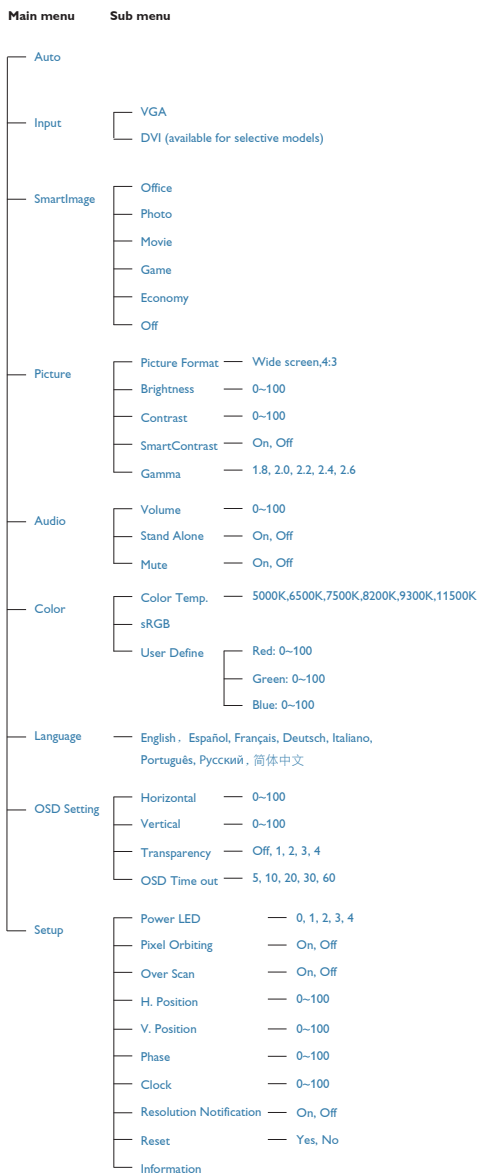 Main menu Sub menu
Auto
Input
VGA
DVI (available for selective models)
SmartImage
Office
Photo
Movie
Game
Economy
Off
Picture
Picture Format Wide screen,4:3
Brightness 0~100
Contrast 0~100
SmartContrast On, Off
Gamma 1.8, 2.0, 2.2, 2.4, 2.6
Audio
Volume 0~100
Stand Alone On, Off
Mute On, Off
Color
Color Temp. 5000K,6500K,7500K,8200K,9300K,11500K
sRGB
User Define Red: 0~100
Green: 0~100
Blue: 0~100
Language English . Español, Français, Deutsch, Italiano,
Português, Русский , 简体中文
OSD Setting
Horizontal 0~100
Vertical 0~100
Transparency Off, 1, 2, 3, 4
OSD Time out 5, 10, 20, 30, 60
Setup
Power LED 0, 1, 2, 3, 4
Pixel Orbiting On, Off
Over Scan On, Off
H. Position 0~100
V. Position 0~100
Phase 0~100
Clock 0~100
Resolution Notification On, Off
Reset Yes, No
Information